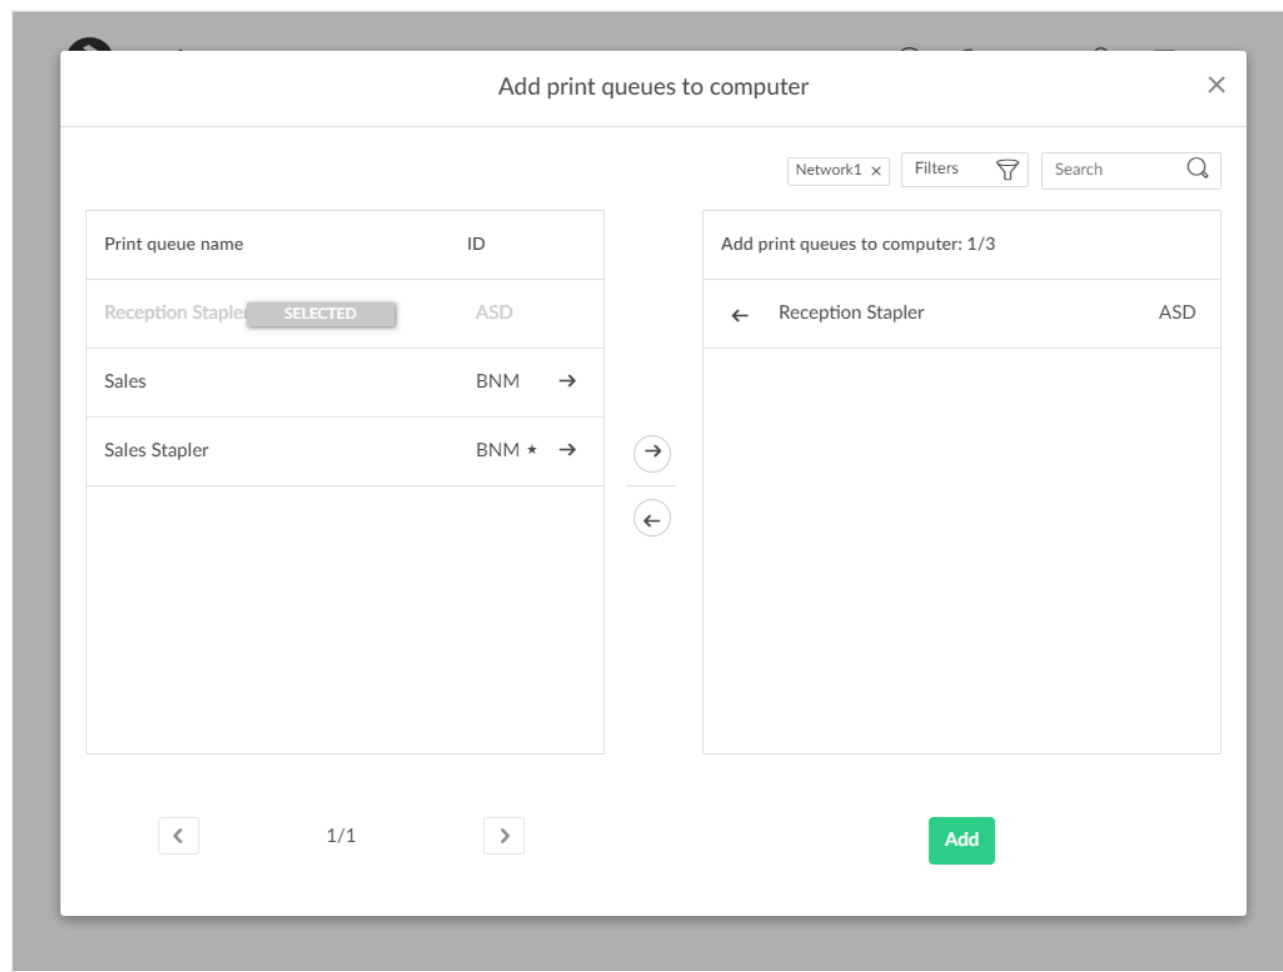 Add print queues to computer
Network1 ×
Filters
Search
Print queue name ID
Reception Stapler SELECTED ASD
Sales BNM →
Sales Stapler BNM ★ →
Add print queues to computer: 1/3
← Reception Stapler ASD
1/1
Add